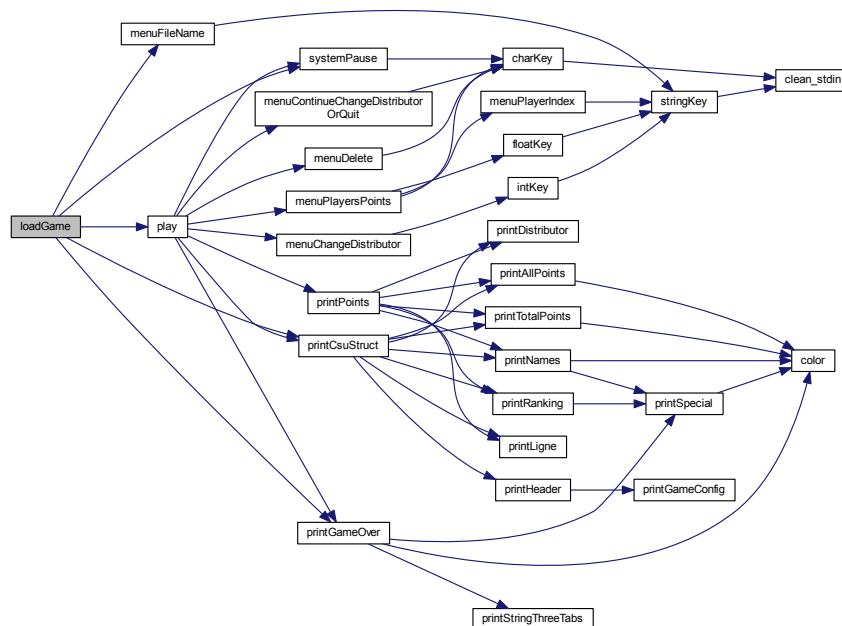 menuFileName
systemPause
charKey
clean_stdin
menuContinueChangeDistributor
OrQuit
menuPlayerIndex
stringKey
floatKey
menuDelete
intKey
menuPlayersPoints
loadGame
play
menuChangeDistributor
printDistributor
printAllPoints
printPoints
printTotalPoints
printCsuStruct
printNames
color
printRanking
printSpecial
printLigne
printHeader
printGameConfig
printGameOver
printStringThreeTabs